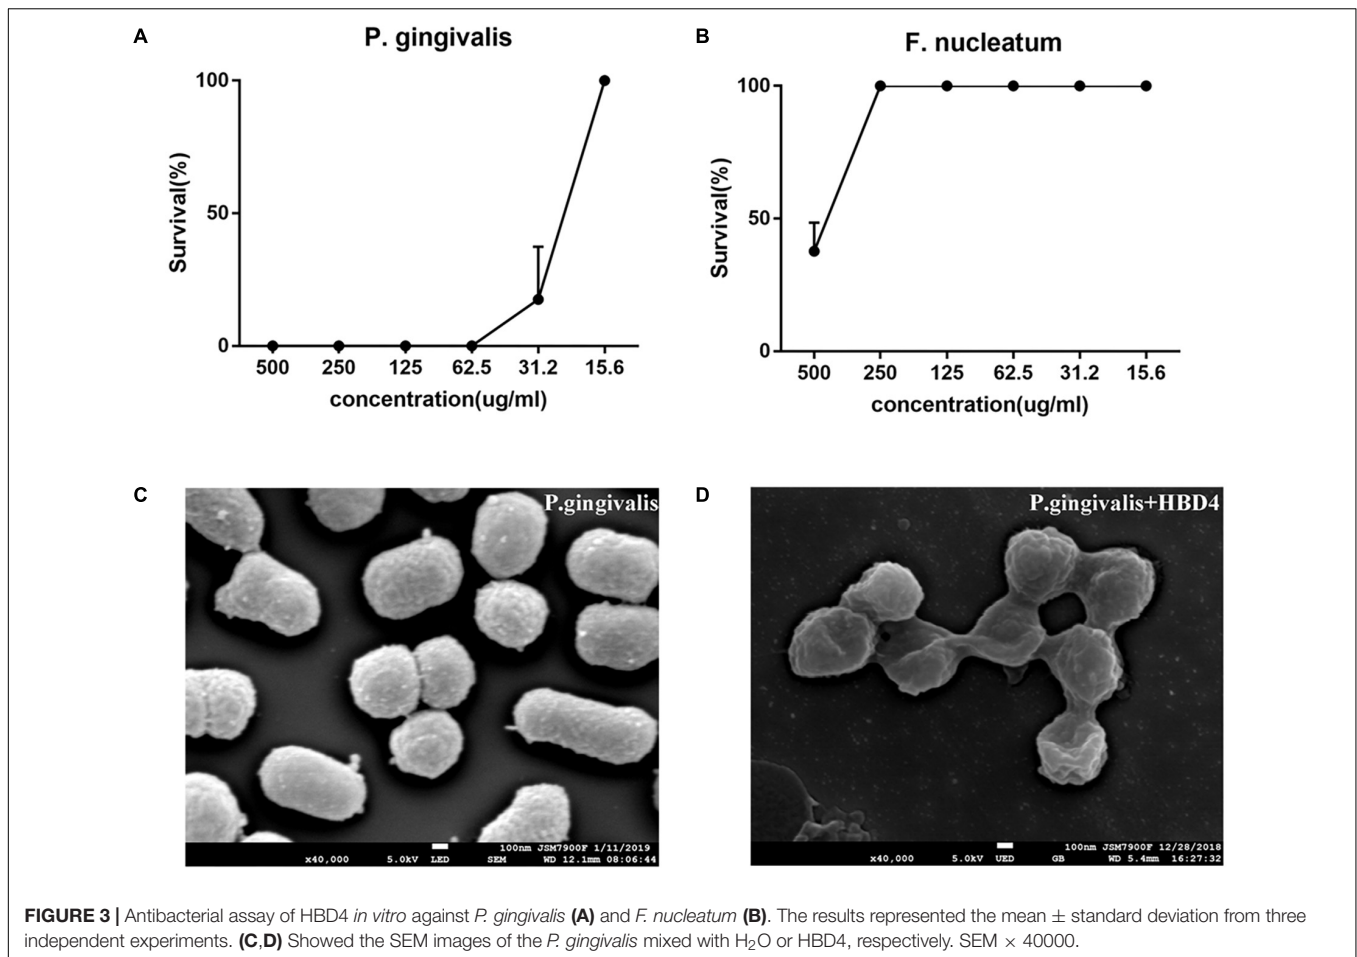 A
P. gingivalis
100
50
0
Survival(%)
500 250 125 62.5 31.2 15.6
concentration(ug/ml)
B
F. nucleatum
100
50
0
Survival(%)
500 250 125 62.5 31.2 15.6
concentration(ug/ml)
C
P.gingivalis
100nm JSM7900F 1/11/2019
x40,000 5.0kV LED SEM WD 12.1mm 08:06:44
D
P.gingivalis+HBD4
100nm JSM7900F 12/28/2018
x40,000 5.0kV UED GB WD 5.4mm 16:27:32
FIGURE 3 | Antibacterial assay of HBD4 in vitro against P. gingivalis (A) and F. nucleatum (B). The results represented the mean ± standard deviation from three
independent experiments. (C,D) Showed the SEM images of the P. gingivalis mixed with H₂O or HBD4, respectively. SEM × 40000.